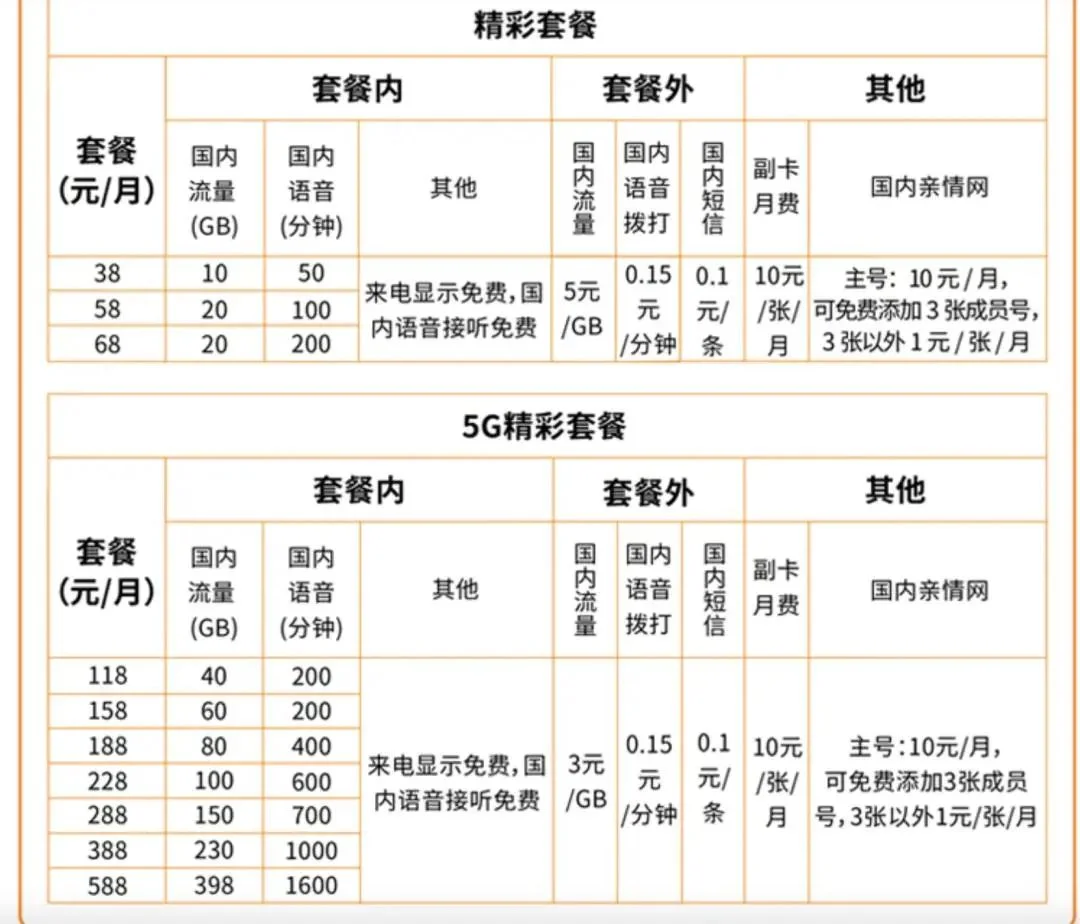 精彩套餐
套餐
(元/月)
套餐内
套餐外
其他
国内
流量
(GB)
国内
语音
(分钟)
其他
国内流量
国内
语音
拨打
国内短信
副卡
月费
国内亲情网
38
10
50
58
20
100
68
20
200
来电显示免费,国
内语音接听免费
5元
/GB
0.15
元
/分钟
0.1
元/
条
10元
/张/
月
主号：10 元 / 月，
可免费添加 3 张成员号，
3 张以外 1 元 / 张 / 月
5G精彩套餐
套餐
(元/月)
套餐内
套餐外
其他
国内
流量
(GB)
国内
语音
(分钟)
其他
国内流量
国内
语音
拨打
国内短信
副卡
月费
国内亲情网
118
40
200
158
60
200
188
80
400
228
100
600
288
150
700
388
230
1000
588
398
1600
来电显示免费,国
内语音接听免费
3元
/GB
0.15
元
/分钟
0.1
元/
条
10元
/张/
月
主号:10元/月，
可免费添加3张成员
号,3张以外1元/张/月